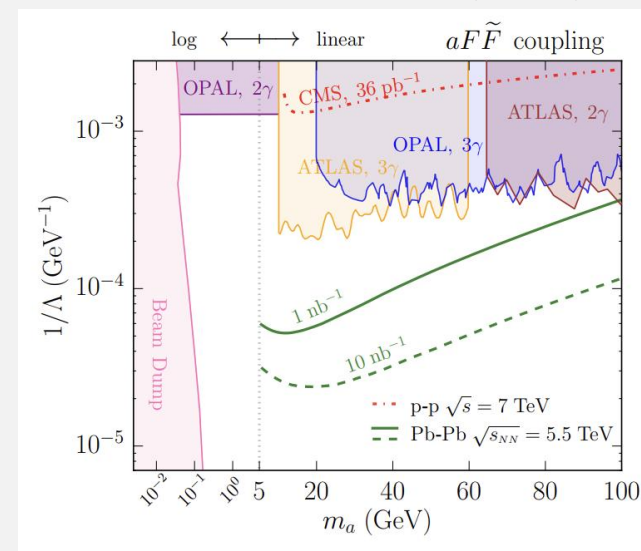 log ⟷ linear
aFF̃ coupling
OPAL, 2γ
CMS, 36 pb⁻¹
ATLAS, 2γ
OPAL, 3γ
ATLAS, 3γ
10⁻³
1/Λ (GeV⁻¹)
10⁻⁴
Beam Dump
1 nb⁻¹
10 nb⁻¹
p-p √s = 7 TeV
Pb-Pb √sNN = 5.5 TeV
10⁻⁵
10⁻² 10⁻¹ 10⁰ 5 20 40 60 80 100
mₐ (GeV)